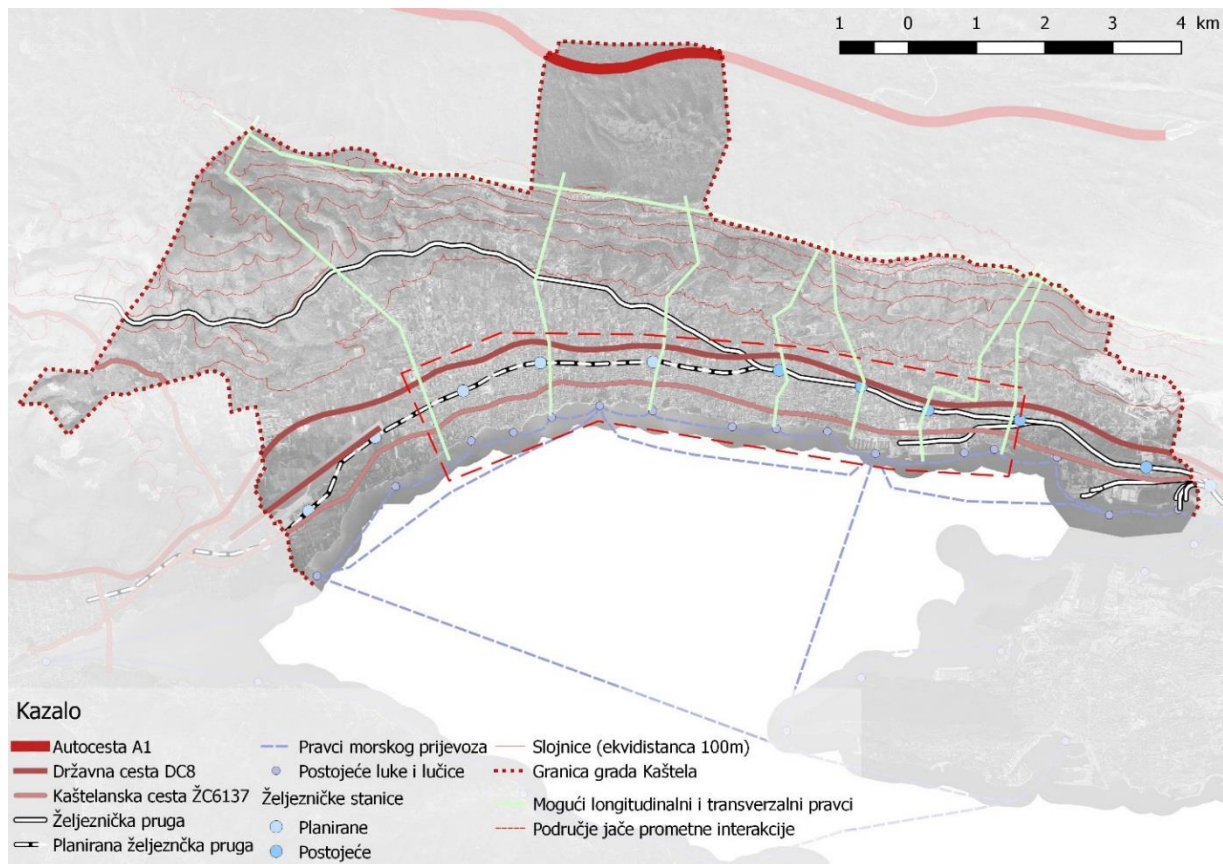 1 0 1 2 4 km
Kazalo
Autocesta A1
Državna cesta DC8
Kaštelanska cesta ŽC6137
Željeznička pruga
Planirana željeznčka pruga
Pravci morskog prijevoza
Postojeće luke i lučice
Željezničke stanice
Planirane
Postojeće
Slojnice (ekvidistanca 100m)
Granica grada Kaštela
Mogući longitudinalni i transverzalni pravci
Područje jače prometne interakcije